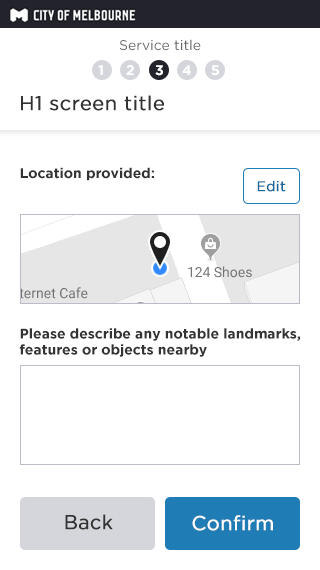 CITY OF MELBOURNE
Service title
1 2 3 4 5
H1 screen title
Location provided:
Edit
124 Shoes
ternet Cafe
Please describe any notable landmarks,
features or objects nearby
Back
Confirm